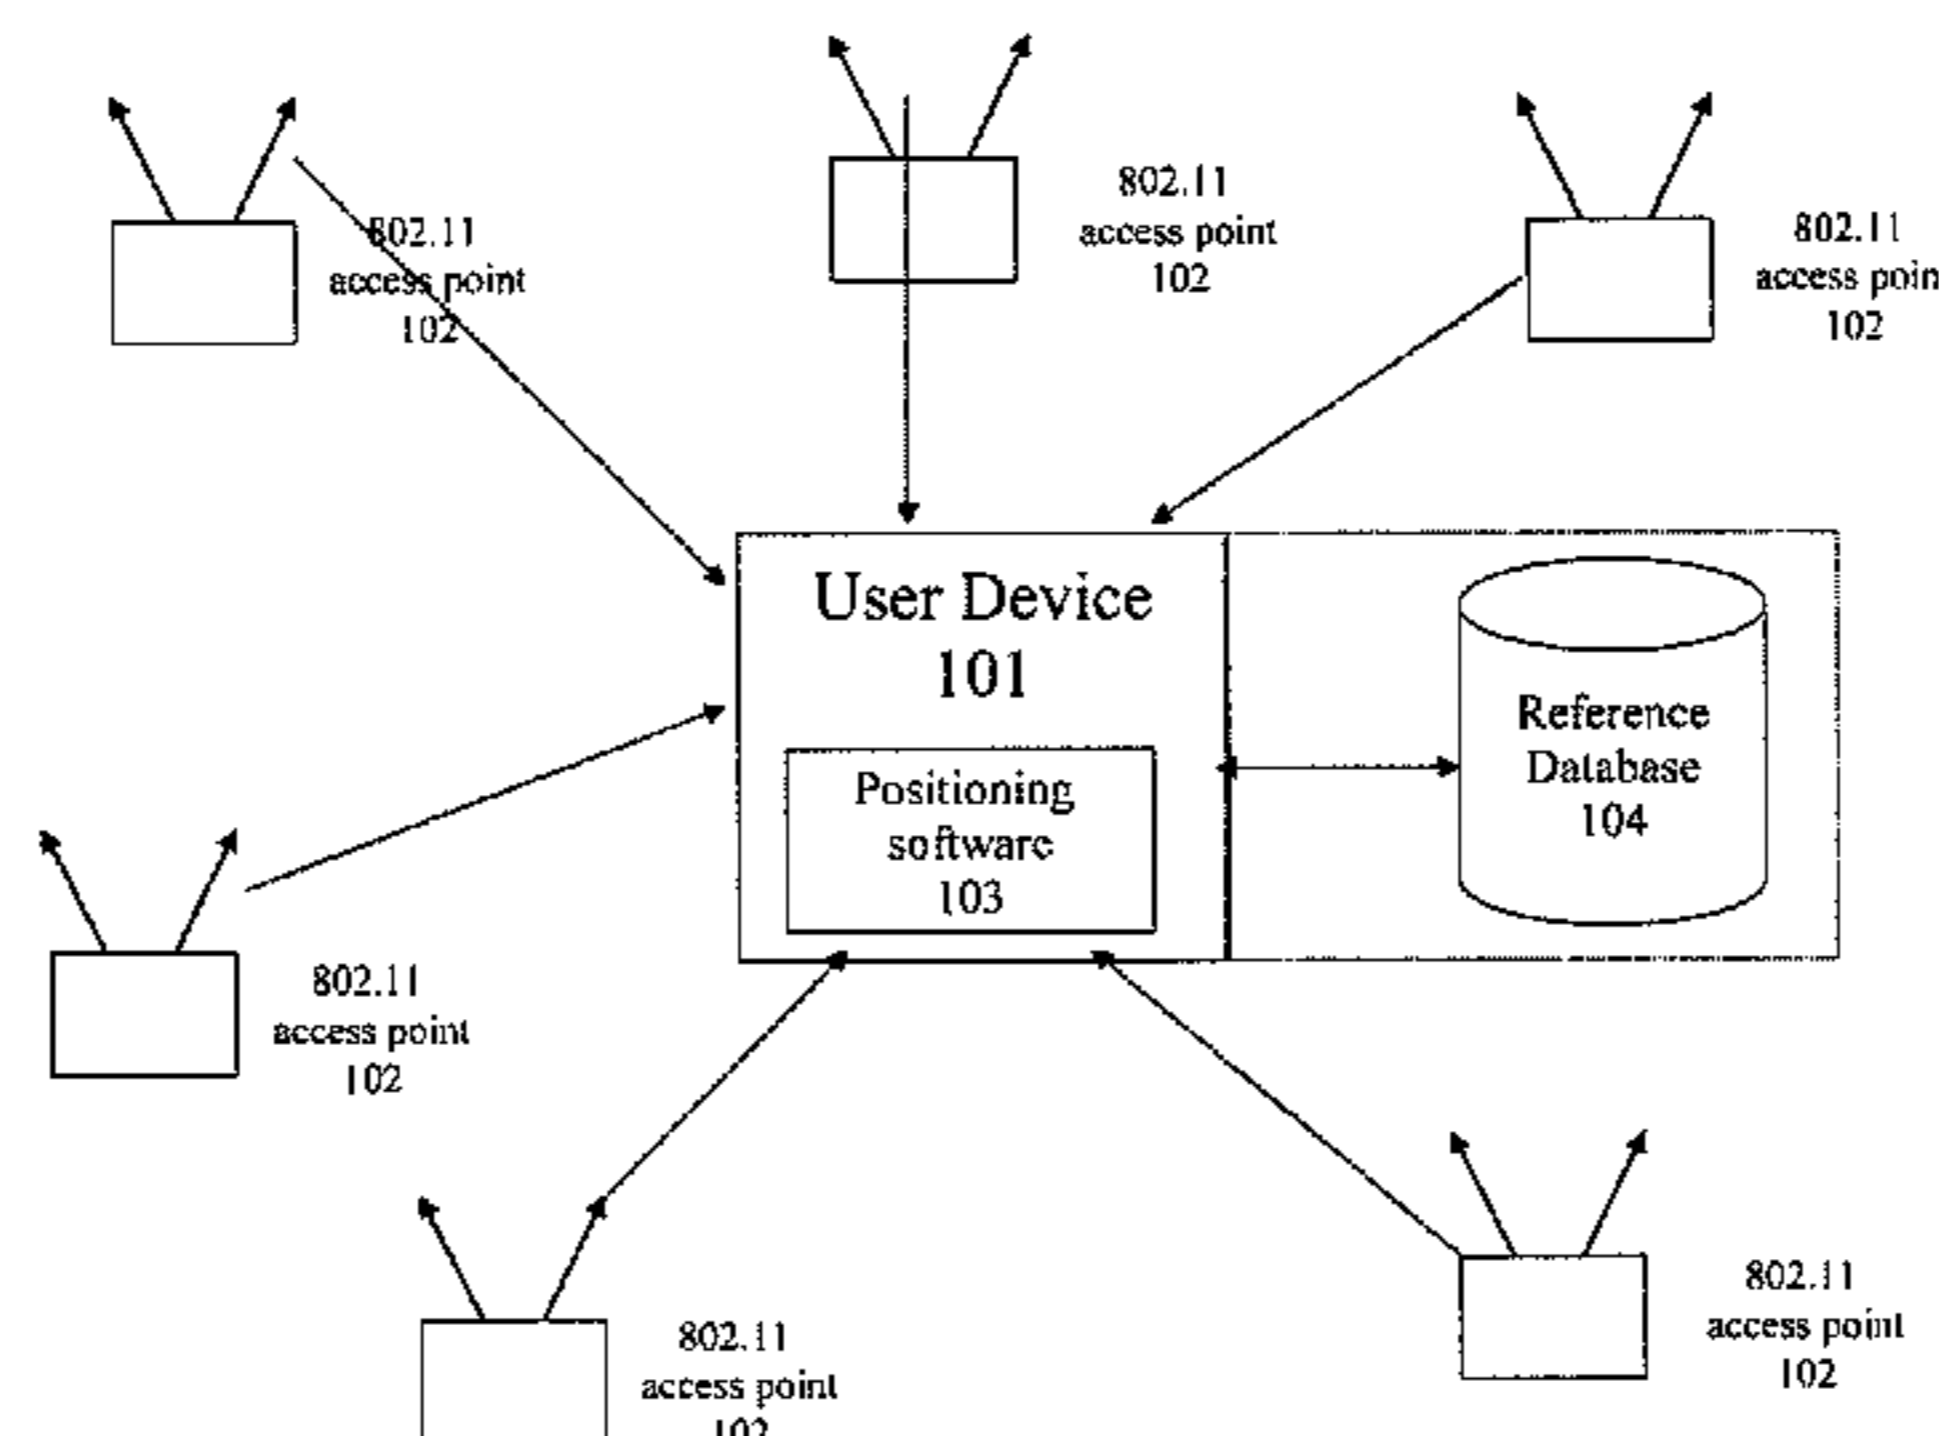 802.11
access point
102
802.11
access point
102
802.11
access poin
102
User Device
101
Positioning
software
103
Reference
Database
104
802.11
access point
102
802.11
access point
102
802.11
access point
102